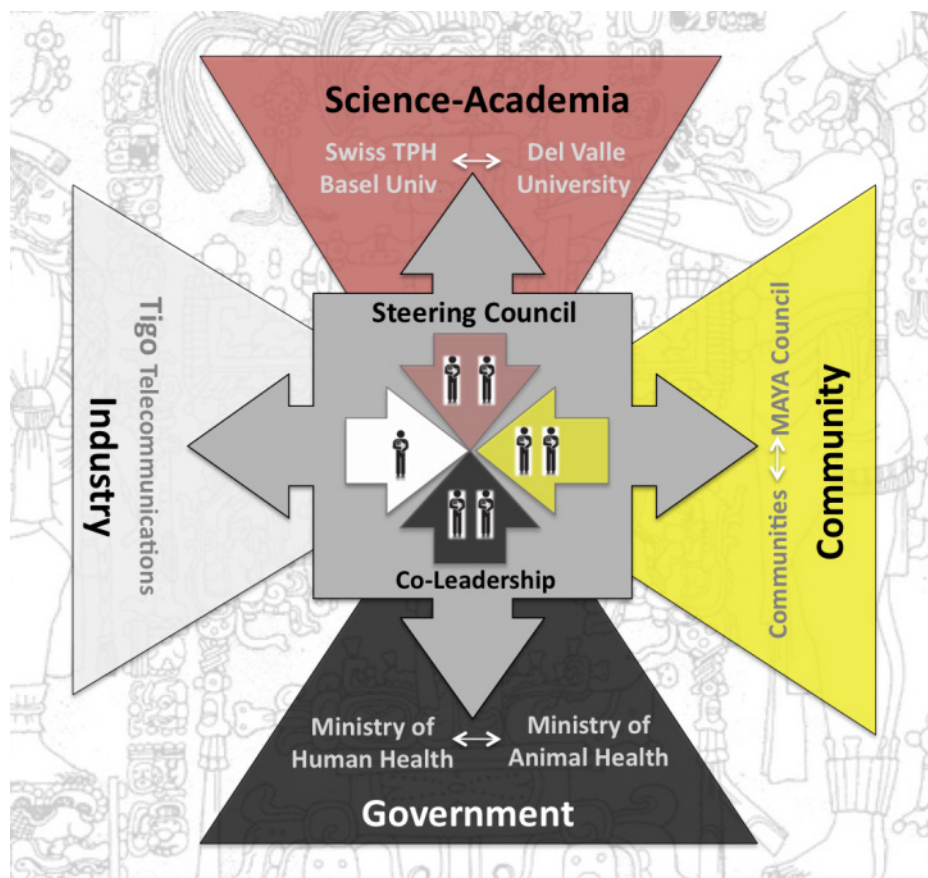 Science-Academia
Swiss TPH
Basel Univ
Del Valle
University
Steering Council
Industry
Tigo Telecommunications
Communities
MAYA Council
Community
Co-Leadership
Ministry of
Human Health
Ministry of
Animal Health
Government